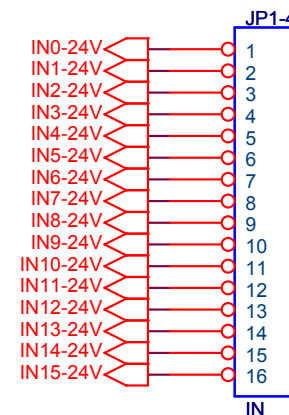 JP1-4
IN0-24V 1
IN1-24V 2
IN2-24V 3
IN3-24V 4
IN4-24V 5
IN5-24V 6
IN6-24V 7
IN7-24V 8
IN8-24V 9
IN9-24V 10
IN10-24V 11
IN11-24V 12
IN12-24V 13
IN13-24V 14
IN14-24V 15
IN15-24V 16
IN